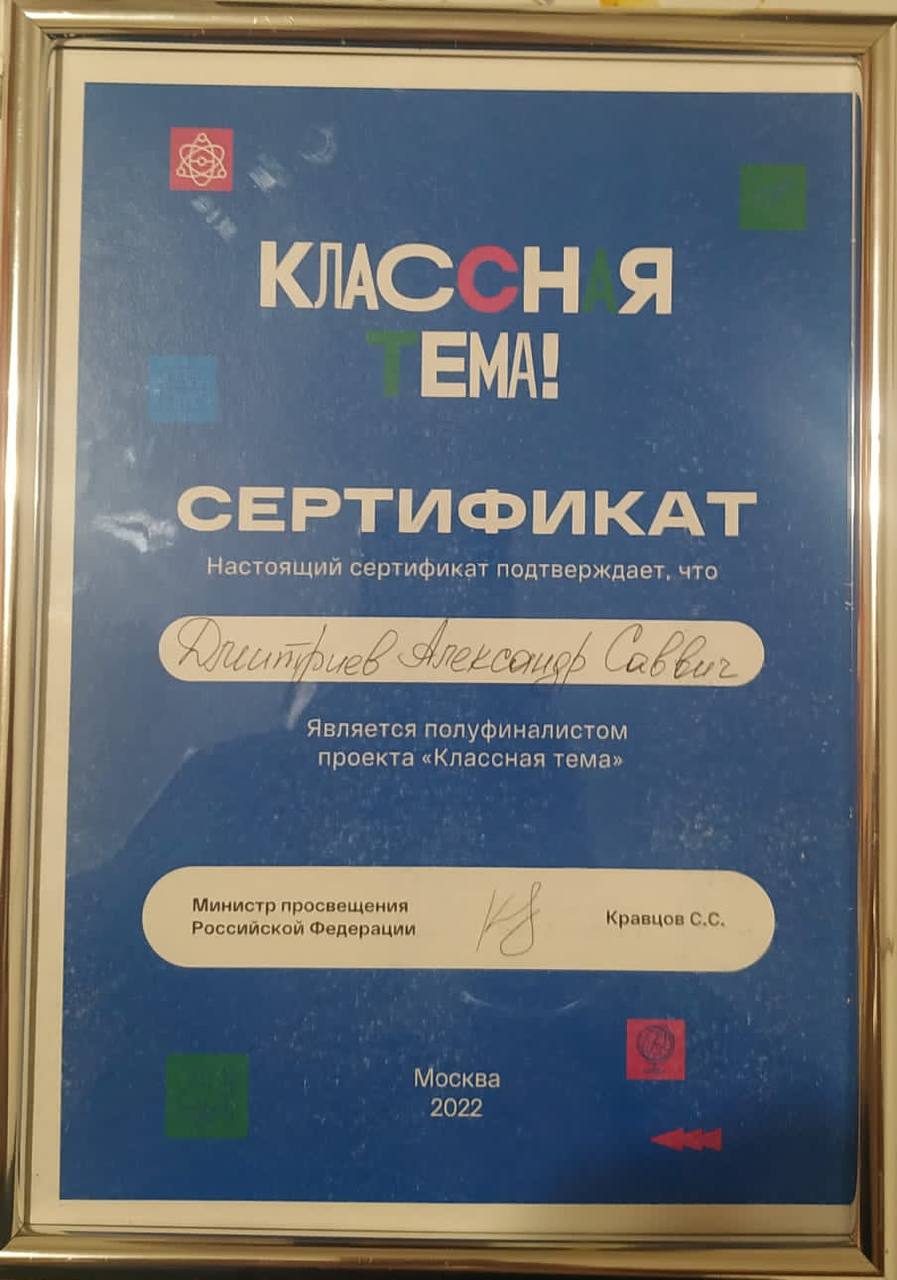 КЛАССНАЯ
ТЕМА!
СЕРТИФИКАТ
Настоящий сертификат подтверждает, что
Дмитриев Александр Саввич
Является полуфиналистом
проекта «Классная тема»
Министр просвещения
Российской Федерации
Кравцов С.С.
Москва
2022